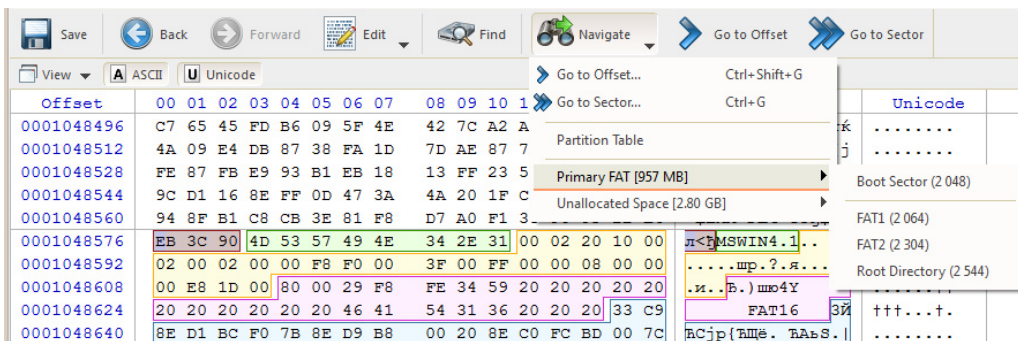 Save Back Forward Edit Find Navigate Go to Offset Go to Sector
View A ASCII U Unicode
Go to Offset... Ctrl+Shift+G
Go to Sector... Ctrl+G
Partition Table
Primary FAT [957 MB]
Unallocated Space [2.80 GB]
Boot Sector (2 048)
FAT1 (2 064)
FAT2 (2 304)
Root Directory (2 544)
Offset 00 01 02 03 04 05 06 07 08 09 10 1 Unicode
0001048496 C7 65 45 FD B6 09 5F 4E 42 7C A2 A ќ ........
0001048512 4A 09 E4 DB 87 38 FA 1D 7D AE 87 7 j ........
0001048528 FE 87 FB E9 93 B1 EB 18 13 FF 23 5
0001048544 9C D1 16 8E FF 0D 47 3A 4A 20 1F C
0001048560 94 8F B1 C8 CB 3E 81 F8 D7 A0 F1 3
0001048576 EB 3C 90 4D 53 57 49 4E 34 2E 31 00 02 20 10 00 л<ђMSWIN4.1..
0001048592 02 00 02 00 00 F8 F0 00 3F 00 FF 00 00 08 00 00 .....шр.?.я...
0001048608 00 E8 1D 00 80 00 29 F8 FE 34 59 20 20 20 20 20 .и..Ђ.)шю4Y
0001048624 20 20 20 20 20 20 46 41 54 31 36 20 20 20 33 C9 FAT16 3Й †††...†.
0001048640 8E D1 BC F0 7B 8E D9 B8 00 20 8E C0 FC BD 00 7C ЋСјр{ЋЩё. ЋАьЅ.| ........